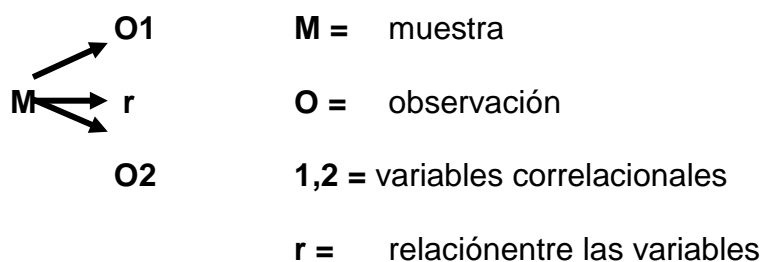 O1 M = muestra
M r O = observación
O2 1,2 = variables correlacionales
r = relaciónentre las variables